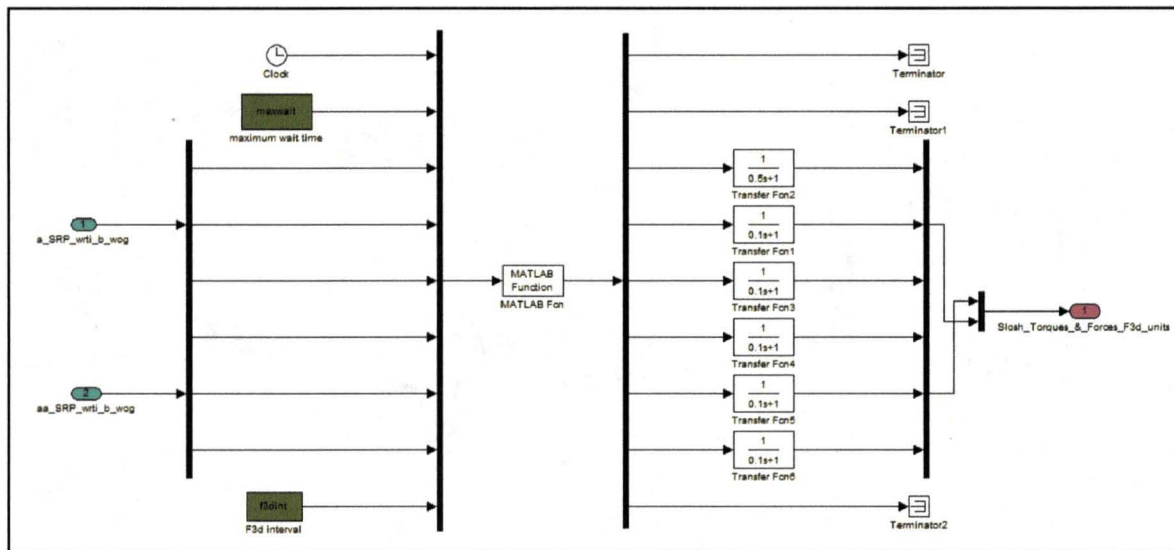 Clock
maxwait
maximum wait time
1
a_SRP_wrti_b_wog
2
aa_SRP_wrti_b_wog
f3dint
F3d interval
MATLAB
Function
MATLAB Fcn
Terminator
Terminator1
1
0.5s+1
Transfer Fcn2
1
0.1s+1
Transfer Fcn1
1
0.1s+1
Transfer Fcn3
1
0.1s+1
Transfer Fcn4
1
0.1s+1
Transfer Fcn5
1
0.1s+1
Transfer Fcn6
Terminator2
1
Slosh_Torques_&_Forces_F3d_units